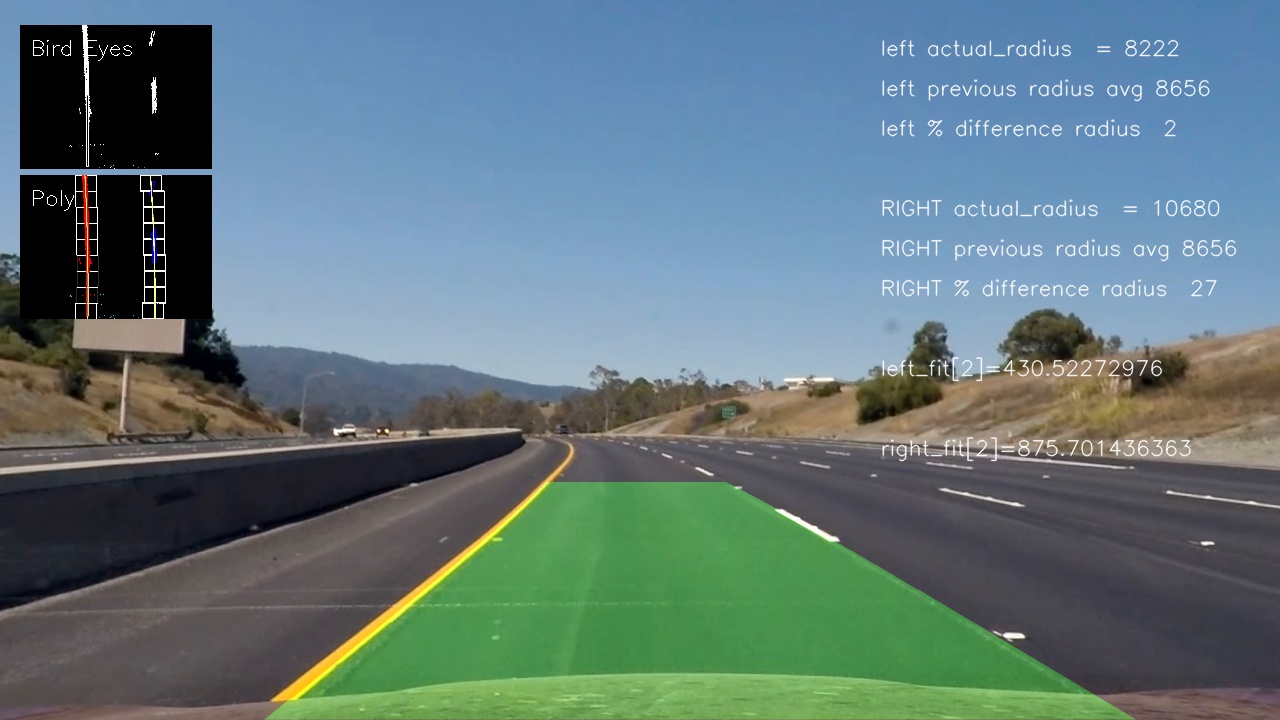 Bird Eyes
Poly
left actual_radius = 8222
left previous radius avg 8656
left % difference radius 2
RIGHT actual_radius = 10680
RIGHT previous radius avg 8656
RIGHT % difference radius 27
left_fit[2]=430.52272976
right_fit[2]=875.701436363